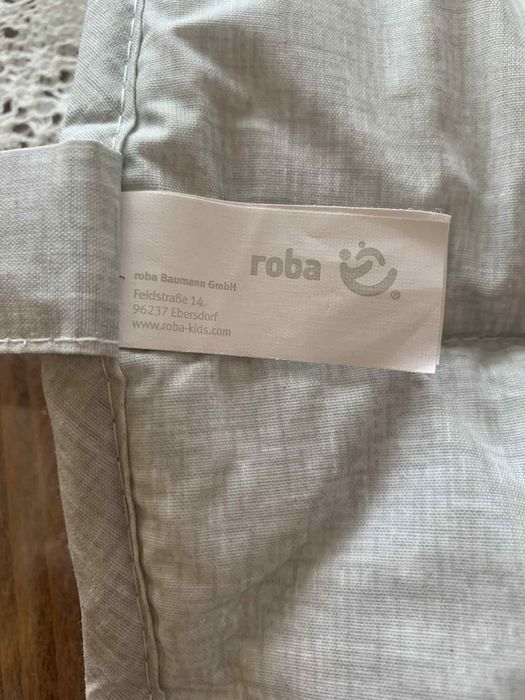 roba ®
roba Baumann GmbH
Feldstraße 14
96237 Ebersdorf
www.roba-kids.com